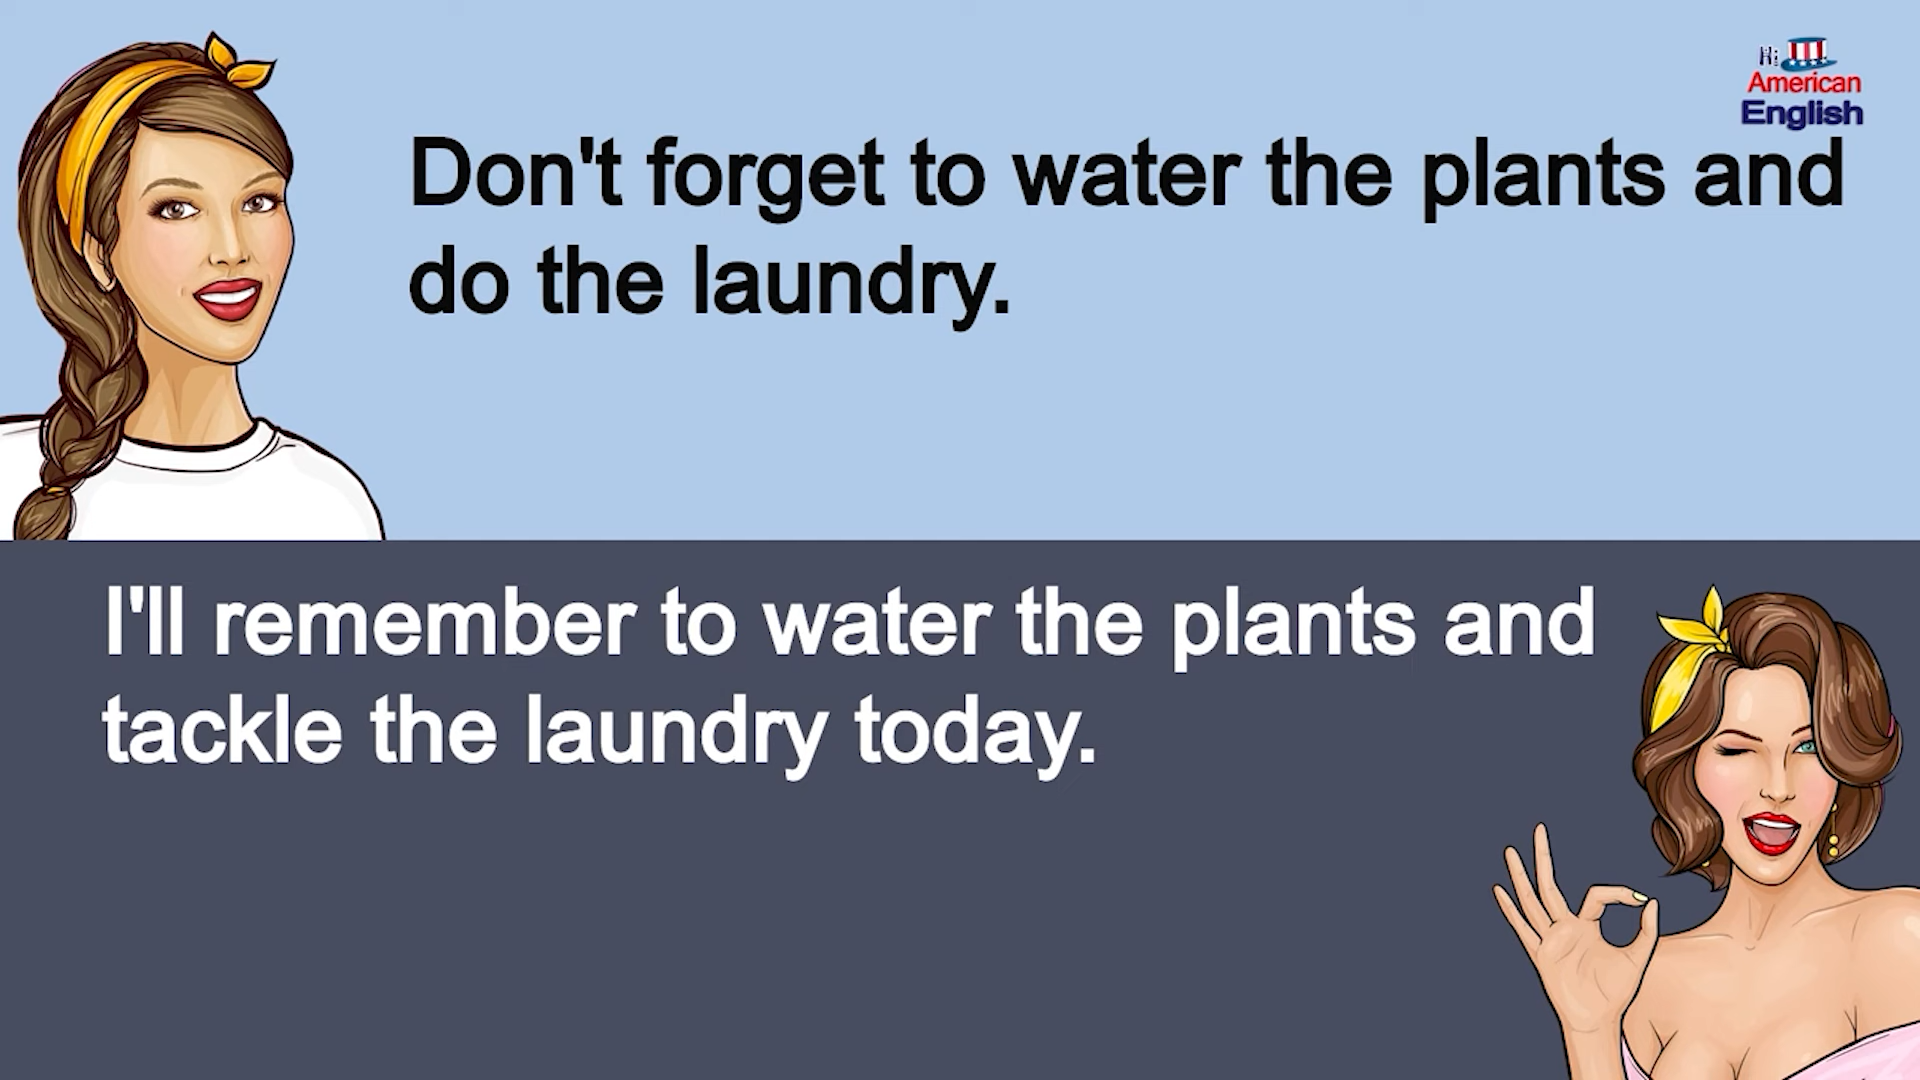 Hi
American
English
Don't forget to water the plants and
do the laundry.
I'll remember to water the plants and
tackle the laundry today.